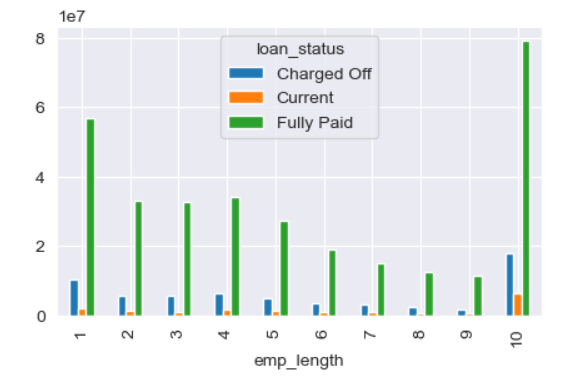 1e7
8
6
4
2
0
loan_status
Charged Off
Current
Fully Paid
1 2 3 4 5 6 7 8 9 10
emp_length